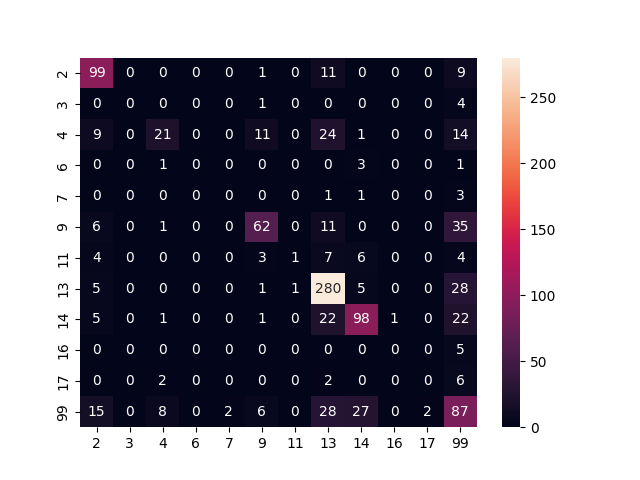 2 99 0 0 0 0 1 0 11 0 0 0 9
3 0 0 0 0 0 1 0 0 0 0 0 4
4 9 0 21 0 0 11 0 24 1 0 0 14
6 0 0 1 0 0 0 0 0 3 0 0 1
7 0 0 0 0 0 0 0 1 1 0 0 3
9 6 0 1 0 0 62 0 11 0 0 0 35
11 4 0 0 0 0 3 1 7 6 0 0 4
13 5 0 0 0 0 1 1 280 5 0 0 28
14 5 0 1 0 0 1 0 22 98 1 0 22
16 0 0 0 0 0 0 0 0 0 0 0 5
17 0 0 2 0 0 0 0 2 0 0 0 6
99 15 0 8 0 2 6 0 28 27 0 2 87
2 3 4 6 7 9 11 13 14 16 17 99
250
200
150
100
50
0